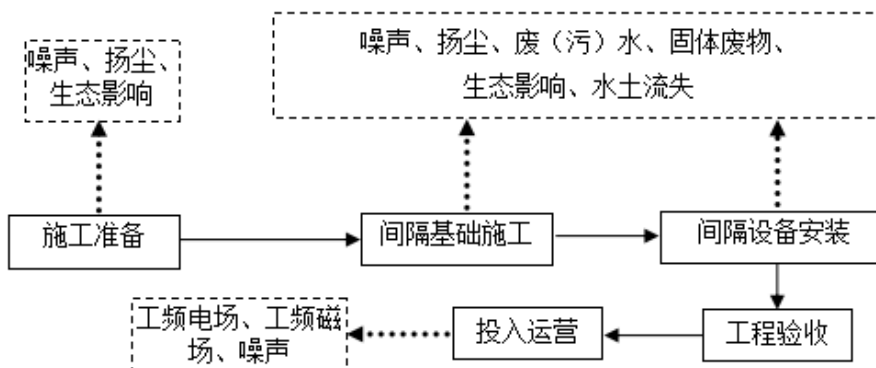 噪声、扬尘、
生态影响
噪声、扬尘、废（污）水、固体废物、
生态影响、水土流失
施工准备
间隔基础施工
间隔设备安装
工频电场、工频磁
场、噪声
投入运营
工程验收